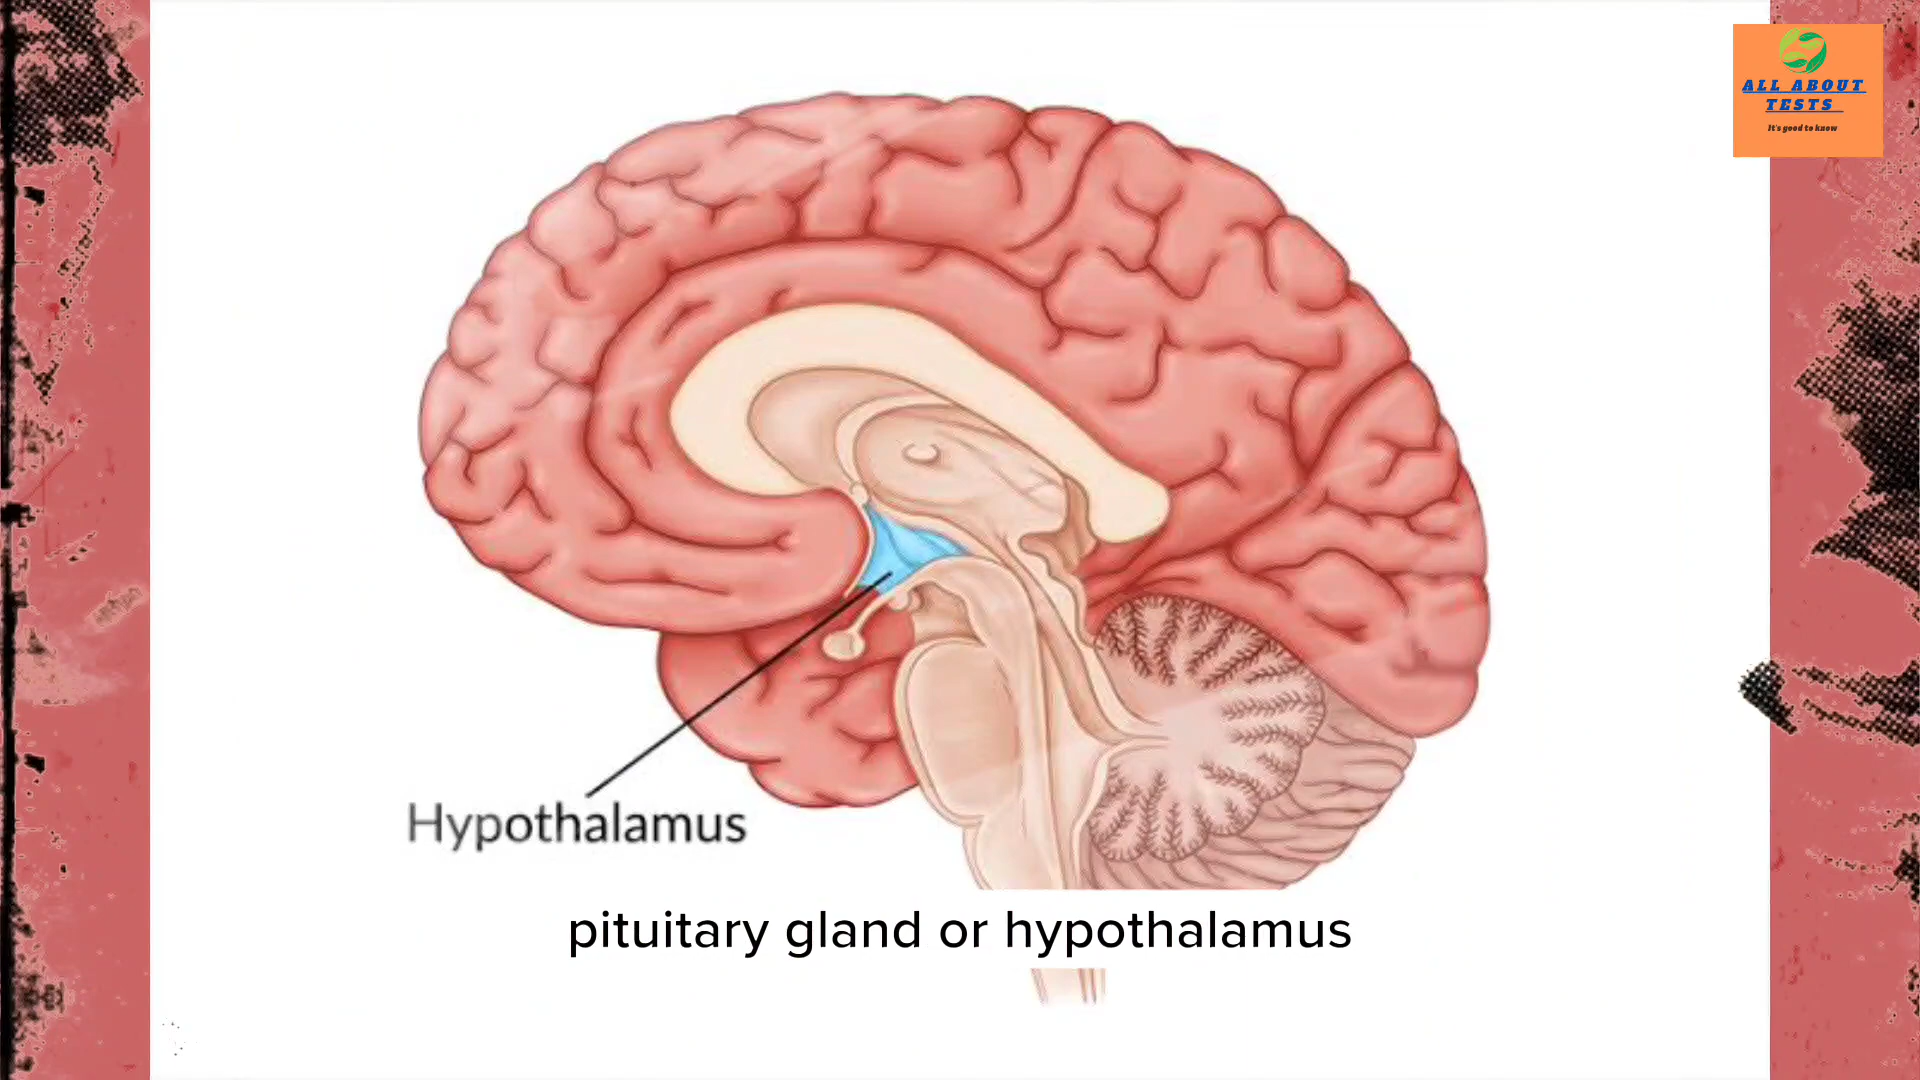 ALL ABOUT
TESTS
It's good to know
Hypothalamus
pituitary gland or hypothalamus